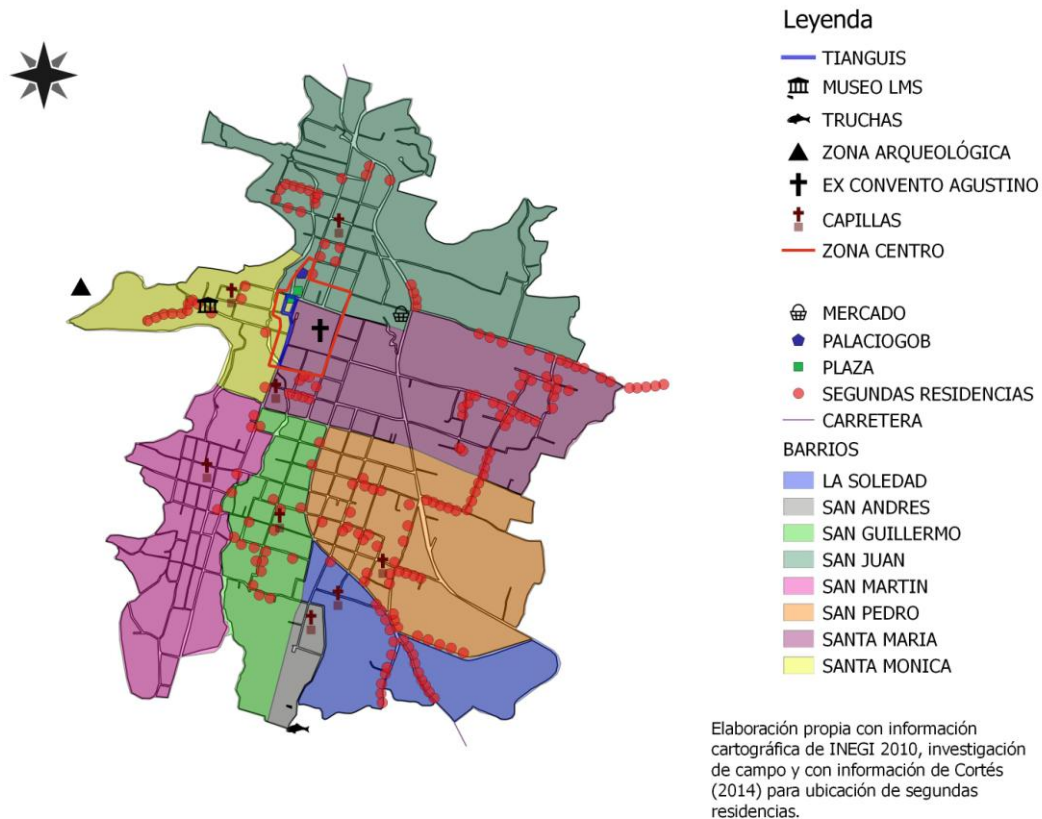 Leyenda
TIANGUIS
MUSEO LMS
TRUCHAS
ZONA ARQUEOLÓGICA
EX CONVENTO AGUSTINO
CAPILLAS
ZONA CENTRO
MERCADO
PALACIOGOB
PLAZA
SEGUNDAS RESIDENCIAS
CARRETERA
BARRIOS
LA SOLEDAD
SAN ANDRES
SAN GUILLERMO
SAN JUAN
SAN MARTIN
SAN PEDRO
SANTA MARIA
SANTA MONICA
Elaboración propia con información
cartográfica de INEGI 2010, investigación
de campo y con información de Cortés
(2014) para ubicación de segundas
residencias.